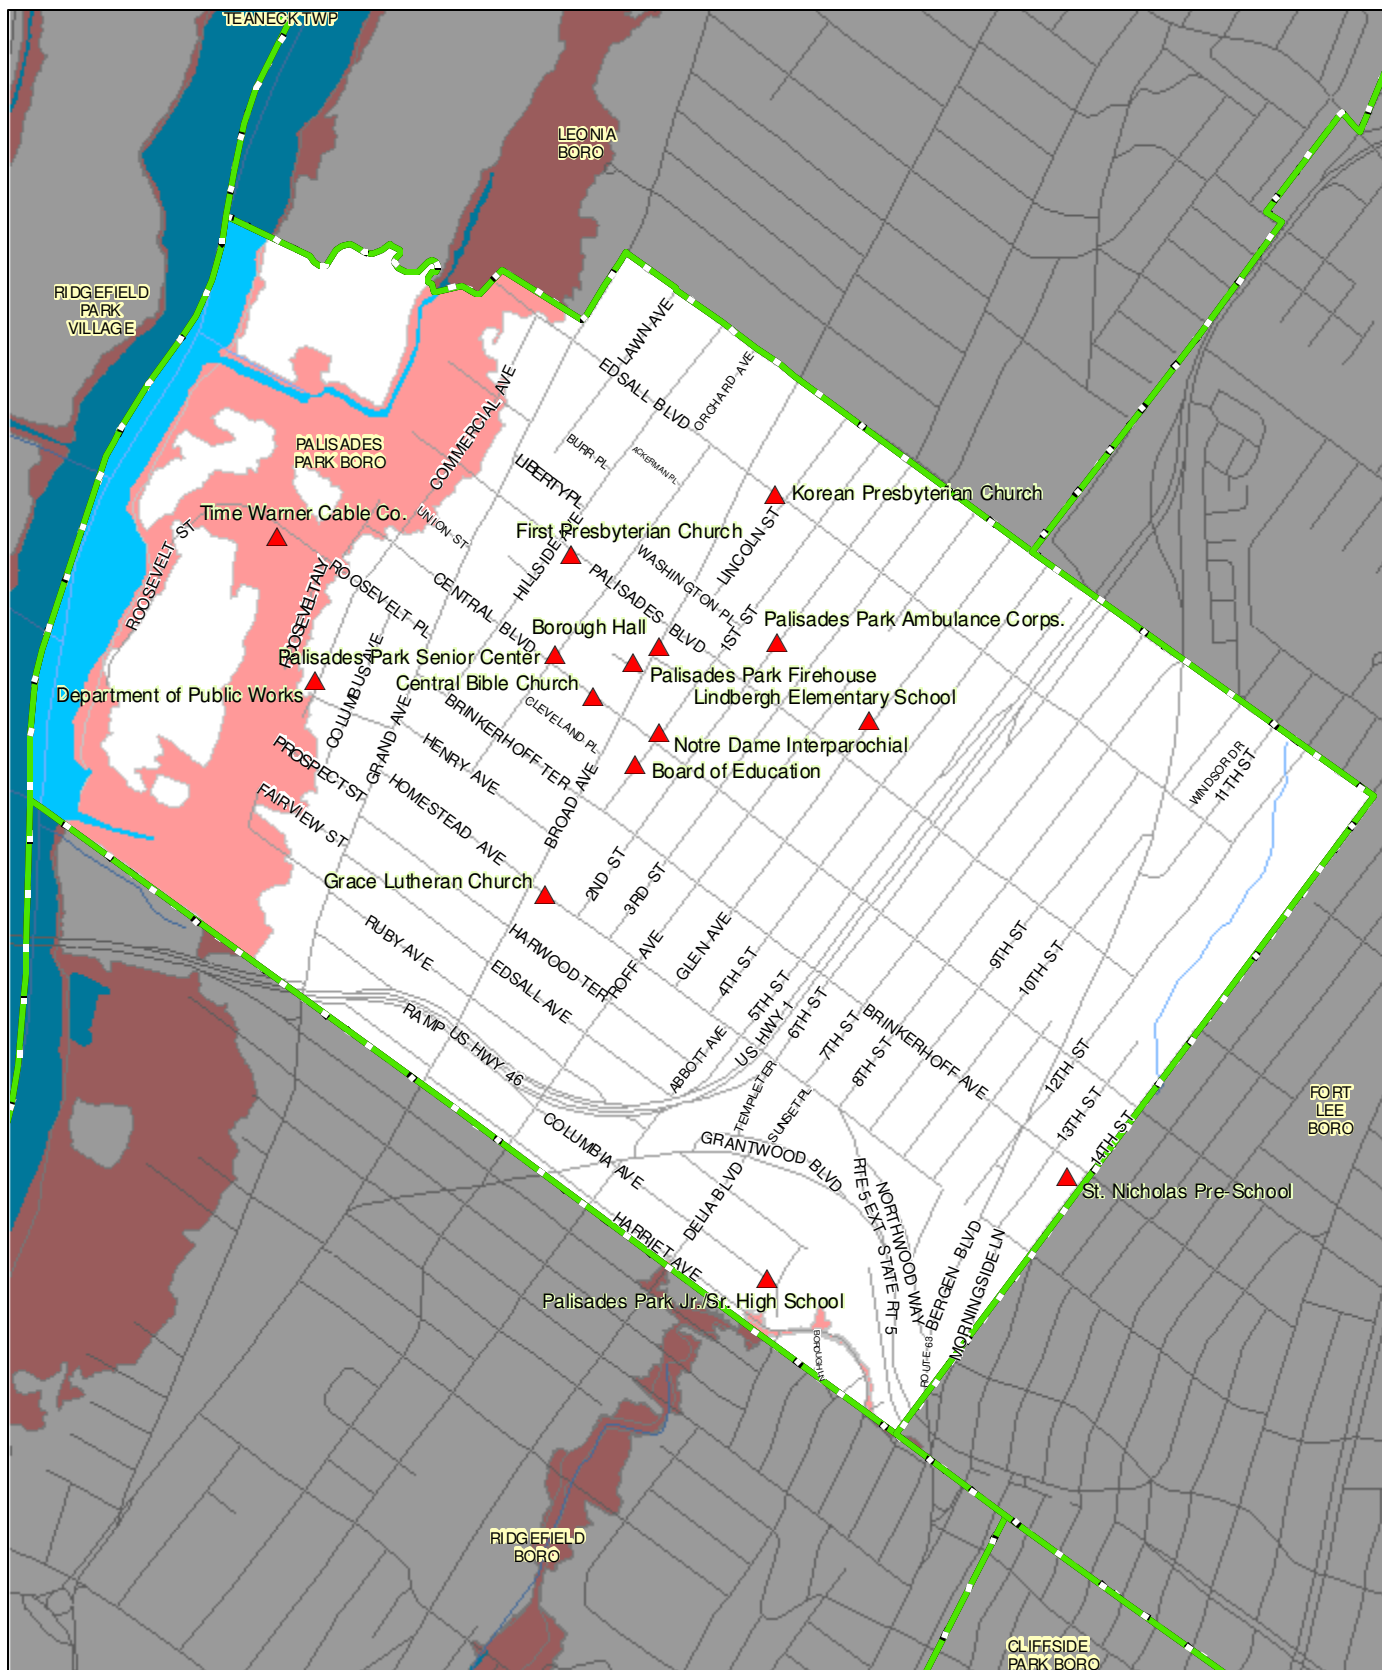 TEANECK TWP
LEONIA
BORO
RIDGEFIELD
PARK
VILLAGE
LAWN AVE
EDSALL BLVD
ORCHARD AVE
COMMERCIAL AVE
PALISADES
PARK BORO
BURR PL
ACKERMAN PL
LIBERTY PL
Korean Presbyterian Church
Time Warner Cable Co.
UNION ST
First Presbyterian Church
HILLSIDE AVE
LINCOLN ST
ROOSEVELT ST
WASHINGTON PL
ROOSEVELT ALY
ROOSEVELT PL
CENTRAL BLVD
PALISADES BLVD
1ST ST
Borough Hall
Palisades Park Ambulance Corps.
Palisades Park Senior Center
Palisades Park Firehouse
Central Bible Church
Lindbergh Elementary School
Department of Public Works
COLUMBUS AVE
GRAND AVE
BRINKERHOFF TER
CLEVELAND PL
Notre Dame Interparochial
Board of Education
HENRY AVE
PROSPECT ST
HOMESTEAD AVE
FAIRVIEW ST
BROAD AVE
WINDSOR DR
11TH ST
Grace Lutheran Church
2ND ST
3RD ST
RUBY AVE
HARWOOD TER
ROFF AVE
GLEN AVE
4TH ST
9TH ST
10TH ST
EDSALL AVE
5TH ST
US HWY 1
6TH ST
RAMP
US HWY 46
ABBOTT AVE
7TH ST
8TH ST
BRINKERHOFF AVE
12TH ST
TEMPLE TER
SUNSET PL
13TH ST
14TH ST
FORT
LEE
BORO
COLUMBIA AVE
GRANTWOOD BLVD
DELIA BLVD
RTE 5 EXT
STATE RT 5
NORTHWOOD WAY
St. Nicholas Pre-School
HARRIET AVE
BERGEN BLVD
MORNINGSIDE LN
Palisades Park Jr./Sr. High School
BOROUGH LN
ROUTE 63
RIDGEFIELD
BORO
CLIFFSIDE
PARK BORO